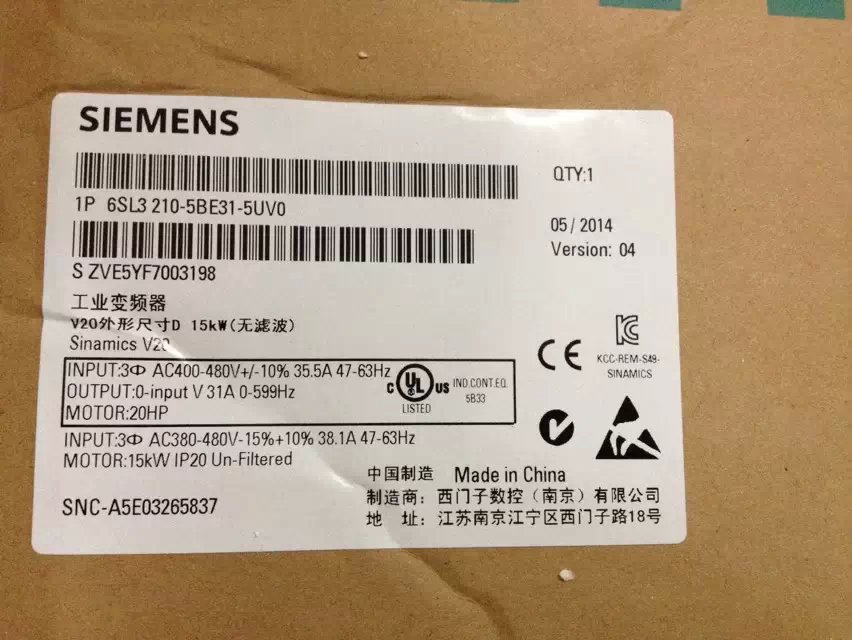 SIEMENS
QTY:1
1P 6SL3 210-5BE31-5UV0
05/2014
Version: 04
S ZVE5YF7003198
工业变频器
V20外形尺寸D 15kW(无滤波)
Sinamics V20
INPUT:3Φ AC400-480V+/-10% 35.5A 47-63Hz
OUTPUT:0-input V 31A 0-599Hz
MOTOR:20HP
C UL US
LISTED
IND.CONT.EQ.
5B33
CE
KCC-REM-S49-
SINAMICS
INPUT:3Φ AC380-480V-15%+10% 38.1A 47-63Hz
MOTOR:15kW IP20 Un-Filtered
SNC-A5E03265837
中国制造 Made in China
制造商：西门子数控（南京）有限公司
地 址：江苏南京江宁区西门子路18号